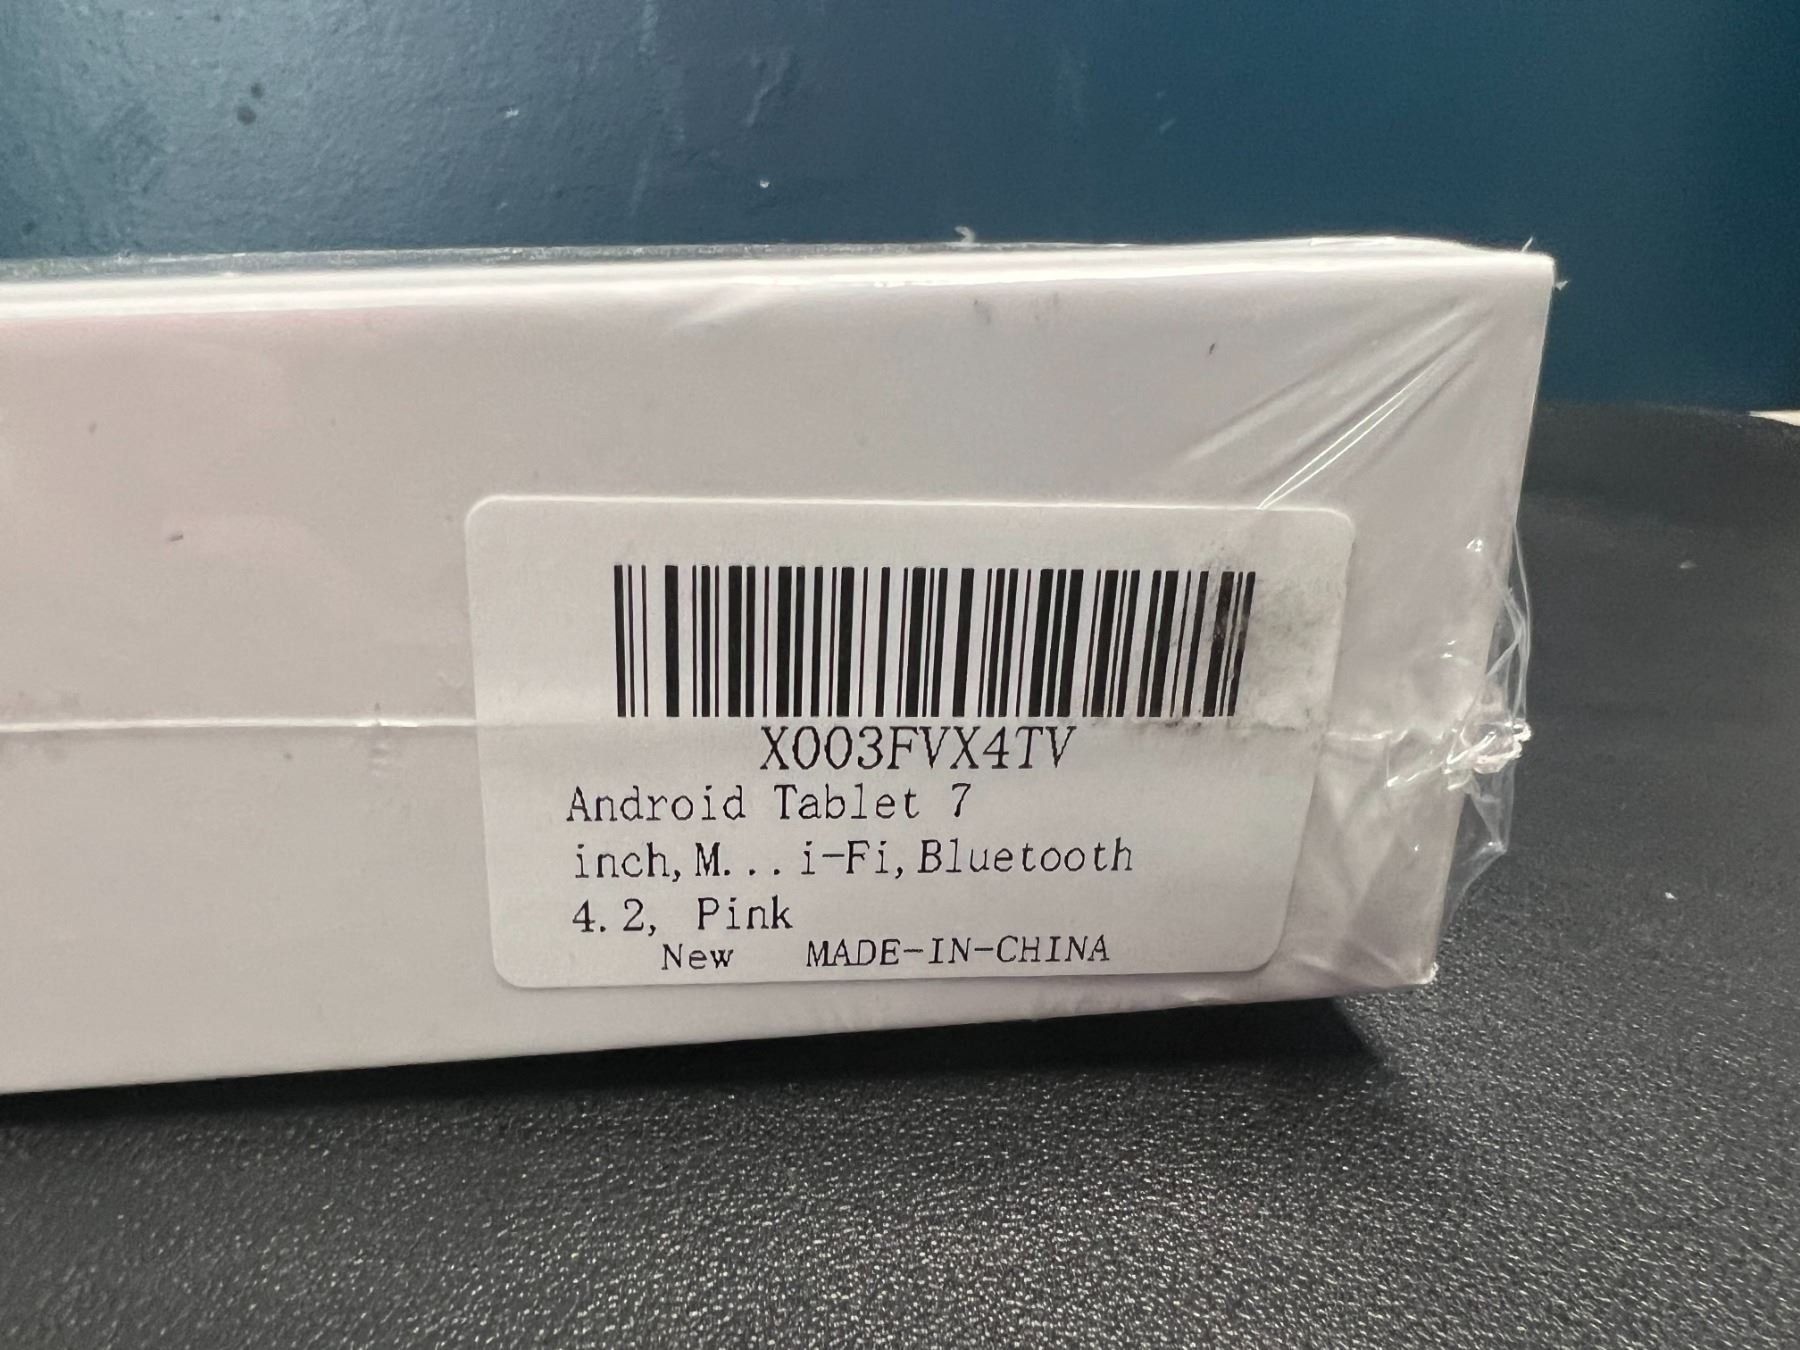 X003FVX4TV
Android Tablet 7
inch, M... i-Fi, Bluetooth
4.2, Pink
New MADE-IN-CHINA